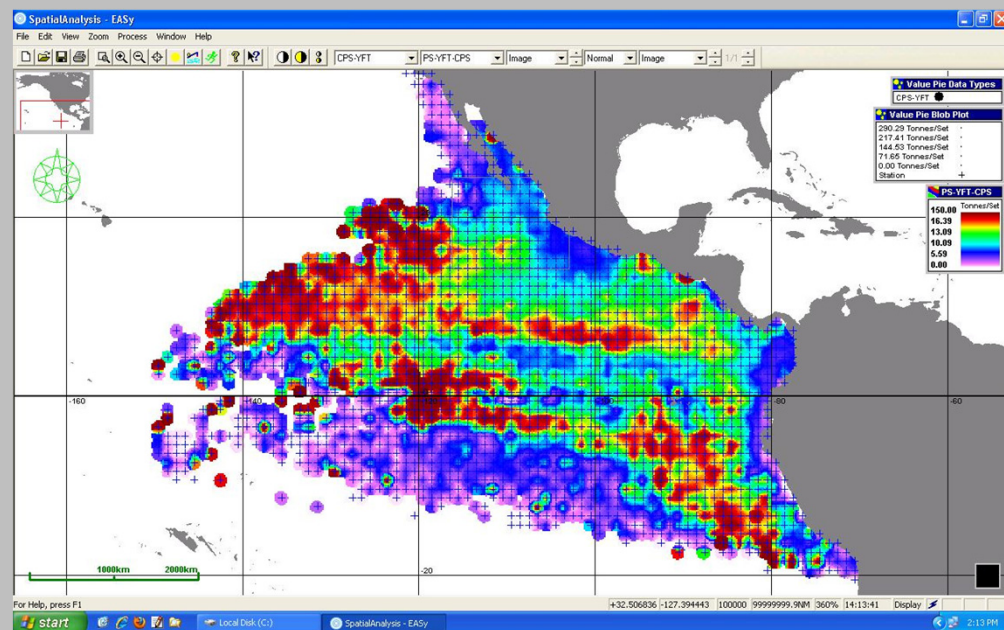 SpatialAnalysis - EASy
File Edit View Zoom Process Window Help
CPS-YFT PS-YFT-CPS Image Normal Image 1/1
Value Pie Data Types
CPS-YFT
Value Pie Blob Plot
290.29 Tonnes/Set
217.41 Tonnes/Set
144.53 Tonnes/Set
71.65 Tonnes/Set
0.00 Tonnes/Set
Station
PS-YFT-CPS
150.00 Tonnes/Set
16.39
13.09
10.09
5.59
0.00
-160 -140 -80 -60
-20
1000km 2000km
For Help, press F1 +32.506836 -127.394443 100000 99999999.9NM 360% 14:13:41 Display
start Local Disk (C:) SpatialAnalysis - EASy 2:13 PM